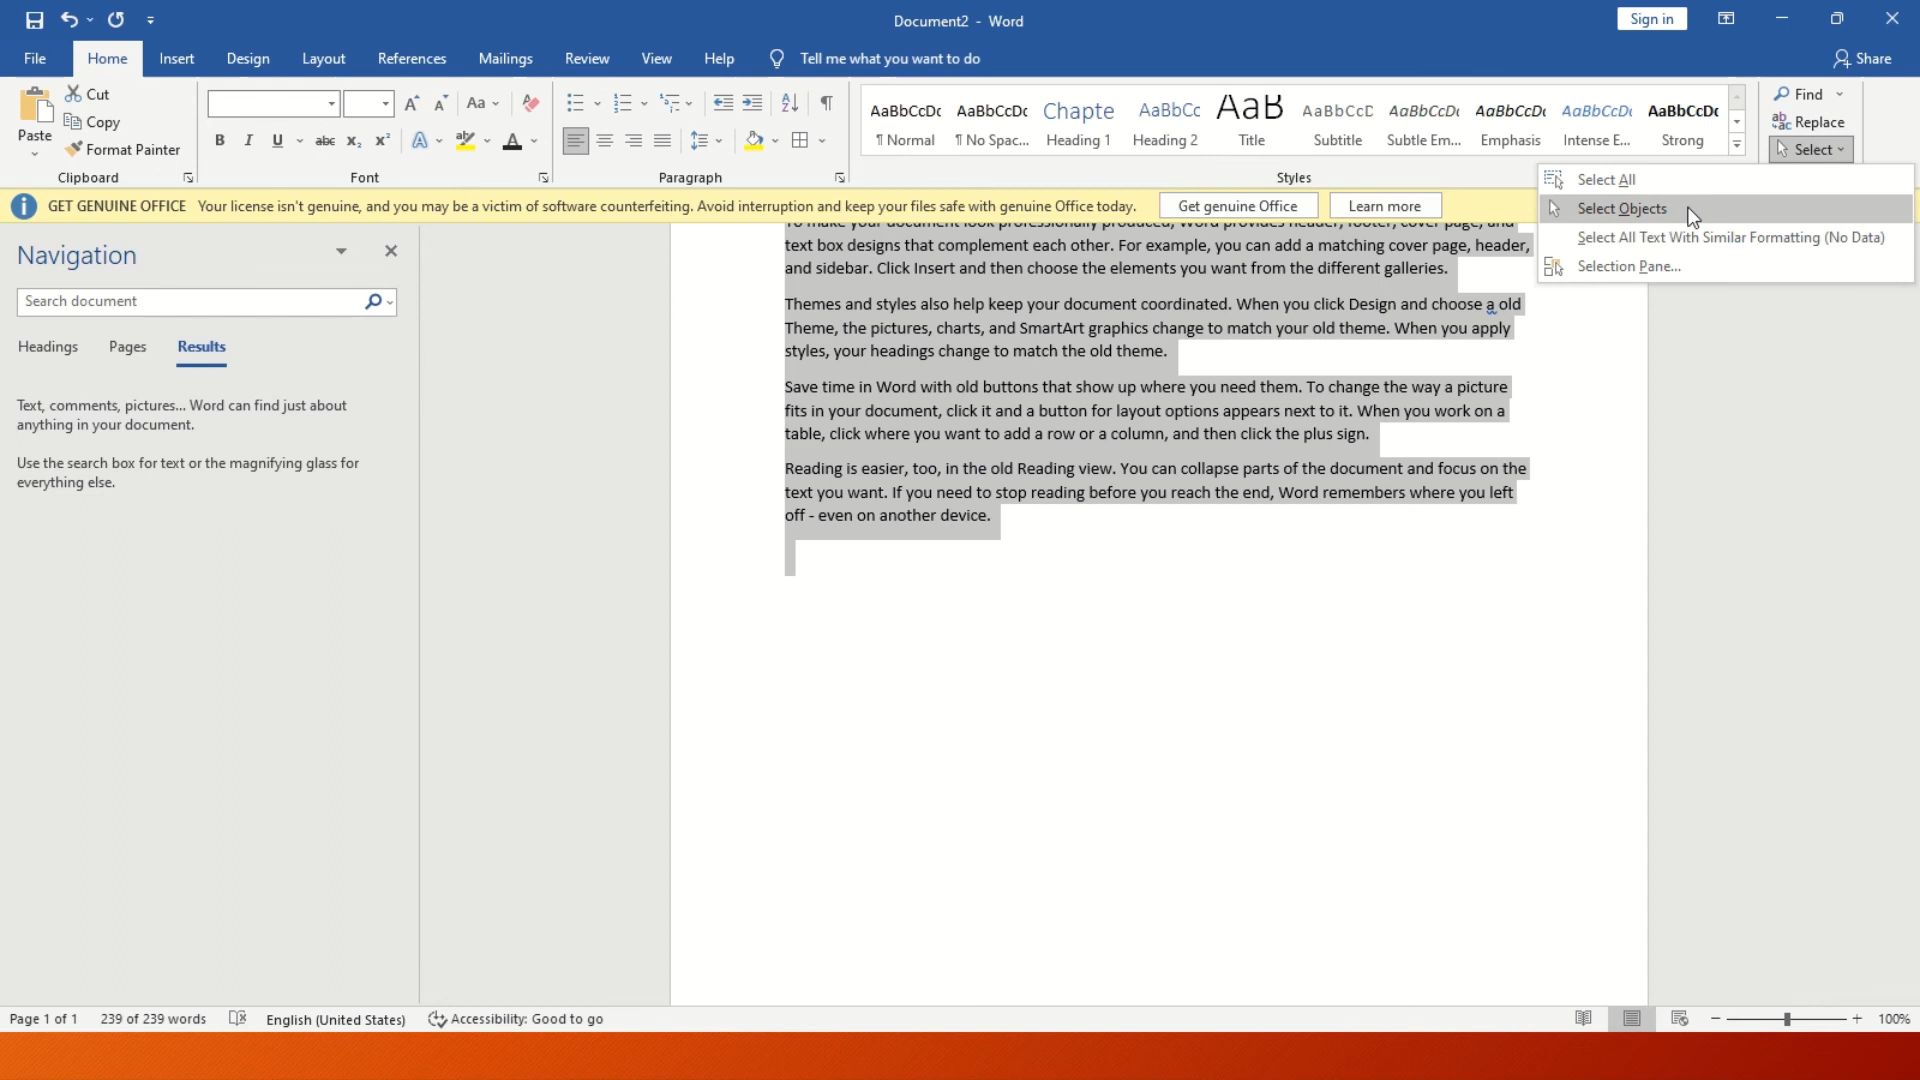 Document2 - Word
Sign in
File Home Insert Design Layout References Mailings Review View Help Tell me what you want to do Share
Paste
Cut
Copy
Format Painter
Clipboard
Aa
B I U abc x₂ x² A A
Font
Paragraph
AaBbCcDc ¶ Normal
AaBbCcDc ¶ No Spac...
Chapte Heading 1
AaBbCc Heading 2
AaB Title
AaBbCcD Subtitle
AaBbCcDc Subtle Em...
AaBbCcDc Emphasis
AaBbCcDc Intense E...
AaBbCcDc Strong
Styles
Find
Replace
Select
Select All
Select Objects
Select All Text With Similar Formatting (No Data)
Selection Pane...
GET GENUINE OFFICE Your license isn't genuine, and you may be a victim of software counterfeiting. Avoid interruption and keep your files safe with genuine Office today. Get genuine Office Learn more
Navigation
Search document
Headings Pages Results
Text, comments, pictures... Word can find just about
anything in your document.
Use the search box for text or the magnifying glass for
everything else.
To make your document look professionally produced, Word provides header, footer, cover page, and
text box designs that complement each other. For example, you can add a matching cover page, header,
and sidebar. Click Insert and then choose the elements you want from the different galleries.
Themes and styles also help keep your document coordinated. When you click Design and choose a old
Theme, the pictures, charts, and SmartArt graphics change to match your old theme. When you apply
styles, your headings change to match the old theme.
Save time in Word with old buttons that show up where you need them. To change the way a picture
fits in your document, click it and a button for layout options appears next to it. When you work on a
table, click where you want to add a row or a column, and then click the plus sign.
Reading is easier, too, in the old Reading view. You can collapse parts of the document and focus on the
text you want. If you need to stop reading before you reach the end, Word remembers where you left
off - even on another device.
Page 1 of 1 239 of 239 words English (United States) Accessibility: Good to go 100%